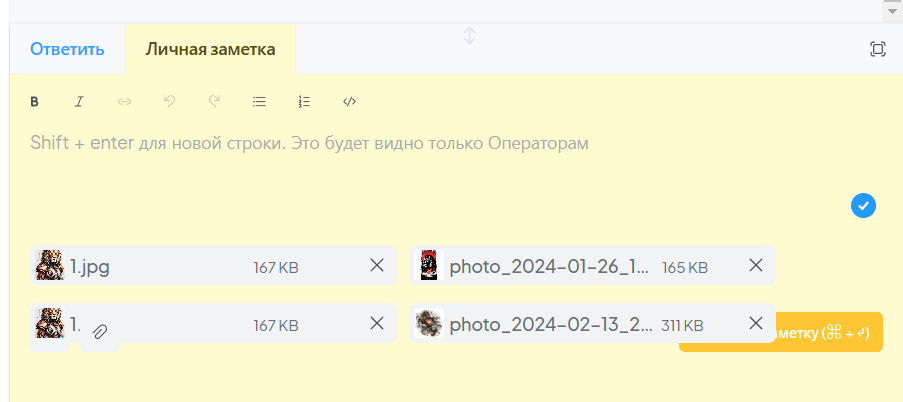 Ответить
Личная заметка
B I
Shift + enter для новой строки. Это будет видно только Операторам
1.jpg 167 KB
photo_2024-01-26_1... 165 KB
1. 167 KB
photo_2024-02-13_2... 311 KB
аметку (⌘ + ⏎)